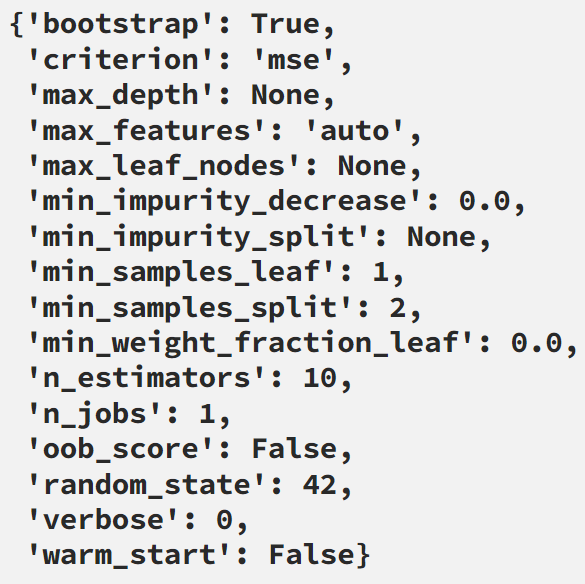 {'bootstrap': True,
 'criterion': 'mse',
 'max_depth': None,
 'max_features': 'auto',
 'max_leaf_nodes': None,
 'min_impurity_decrease': 0.0,
 'min_impurity_split': None,
 'min_samples_leaf': 1,
 'min_samples_split': 2,
 'min_weight_fraction_leaf': 0.0,
 'n_estimators': 10,
 'n_jobs': 1,
 'oob_score': False,
 'random_state': 42,
 'verbose': 0,
 'warm_start': False}